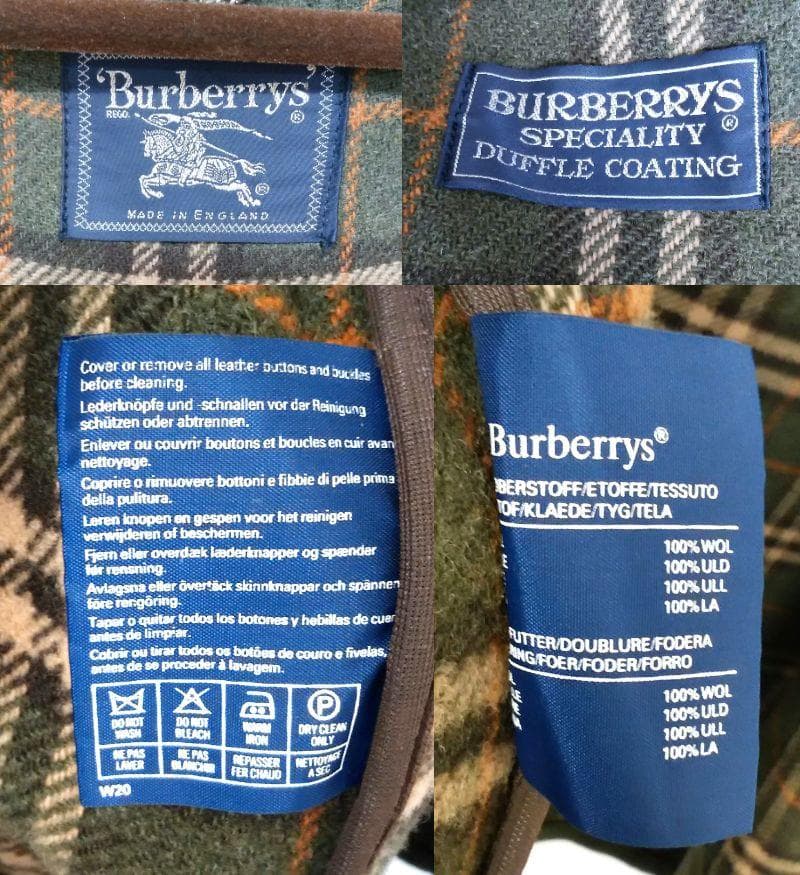 'Burberrys'
REGD. ®
®
MADE IN ENGLAND
BURBERRYS
SPECIALITY ®
DUFFLE COATING
Cover or remove all leather buttons and buckles
before cleaning.
Lederknöpfe und -schnallen vor der Reinigung
schützen oder abtrennen.
Enlever ou couvrir boutons et boucles en cuir avan
nettoyage.
Coprire o rimuovere bottoni e fibbie di pelle prima
della pulitura.
Leren knopen en gespen voor het reinigen
verwijderen of beschermen.
Fjern eller overdæk læderknapper og spænder
før rensning.
Avlagsna eller övertäck skinnknappar och spännen
före rengöring.
Tapar o quitar todos los botones y hebillas de cuer
antes de limpiar.
Cobrir ou tirar todos os botões de couro e fivelas,
antes de se proceder à lavagem.
P
DO NOT WASH DO NOT BLEACH WARM IRON DRY CLEAN ONLY
NE PAS LAVER NE PAS BLANCHIR REPASSER FER CHAUD NETTOYAGE A SEC
W20
Burberrys®
BERSTOFF/ETOFFE/TESSUTO
TOF/KLAEDE/TYG/TELA
100% WOL
E 100% ULD
100% ULL
100% LA
FUTTER/DOUBLURE/FODERA
NING/FOER/FODER/FORRO
100% WOL
LE 100% ULD
NE 100% ULL
A 100% LA